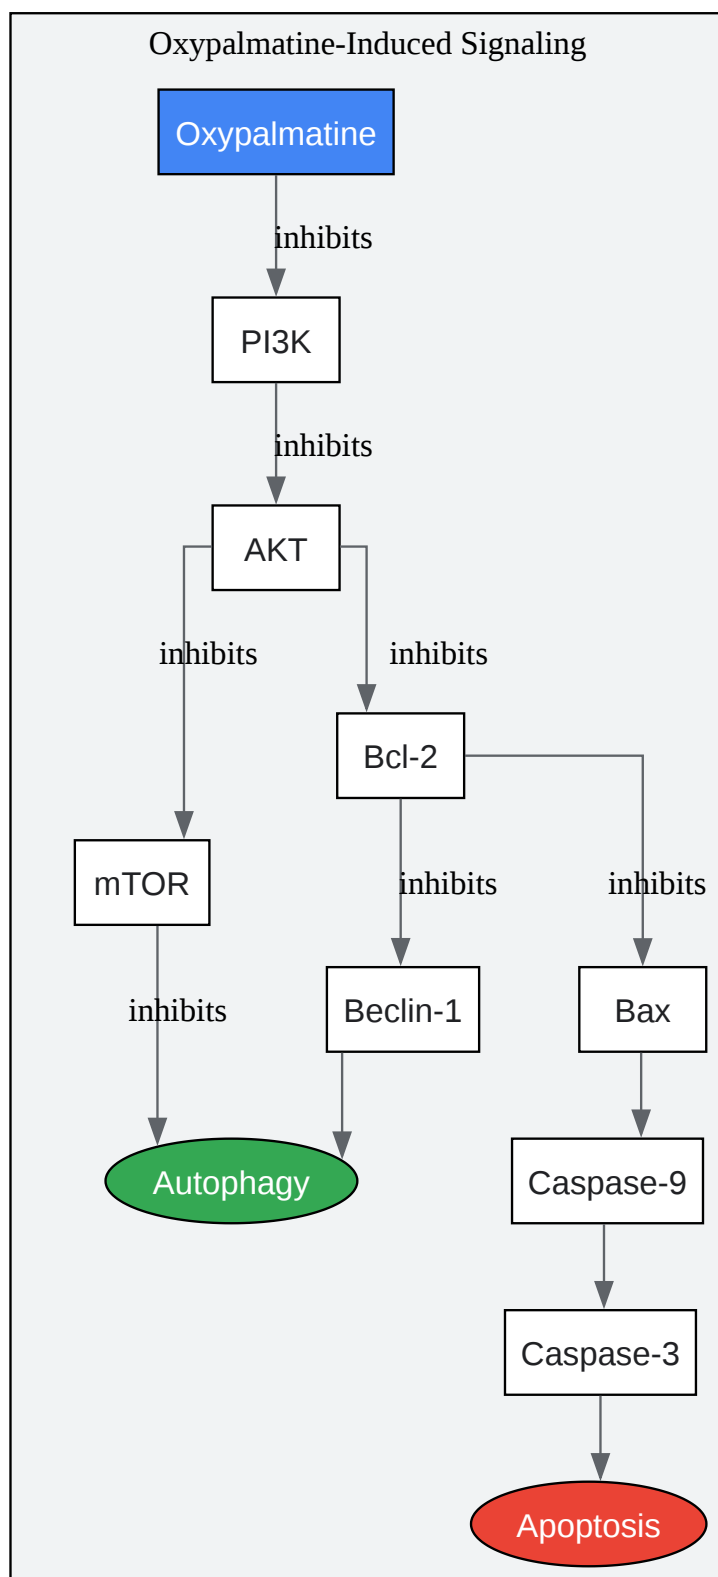 Oxypalmatine-Induced Signaling
Oxypalmatine
inhibits
PI3K
inhibits
AKT
inhibits
inhibits
Bcl-2
mTOR
inhibits
inhibits
inhibits
Beclin-1
Bax
Autophagy
Caspase-9
Caspase-3
Apoptosis